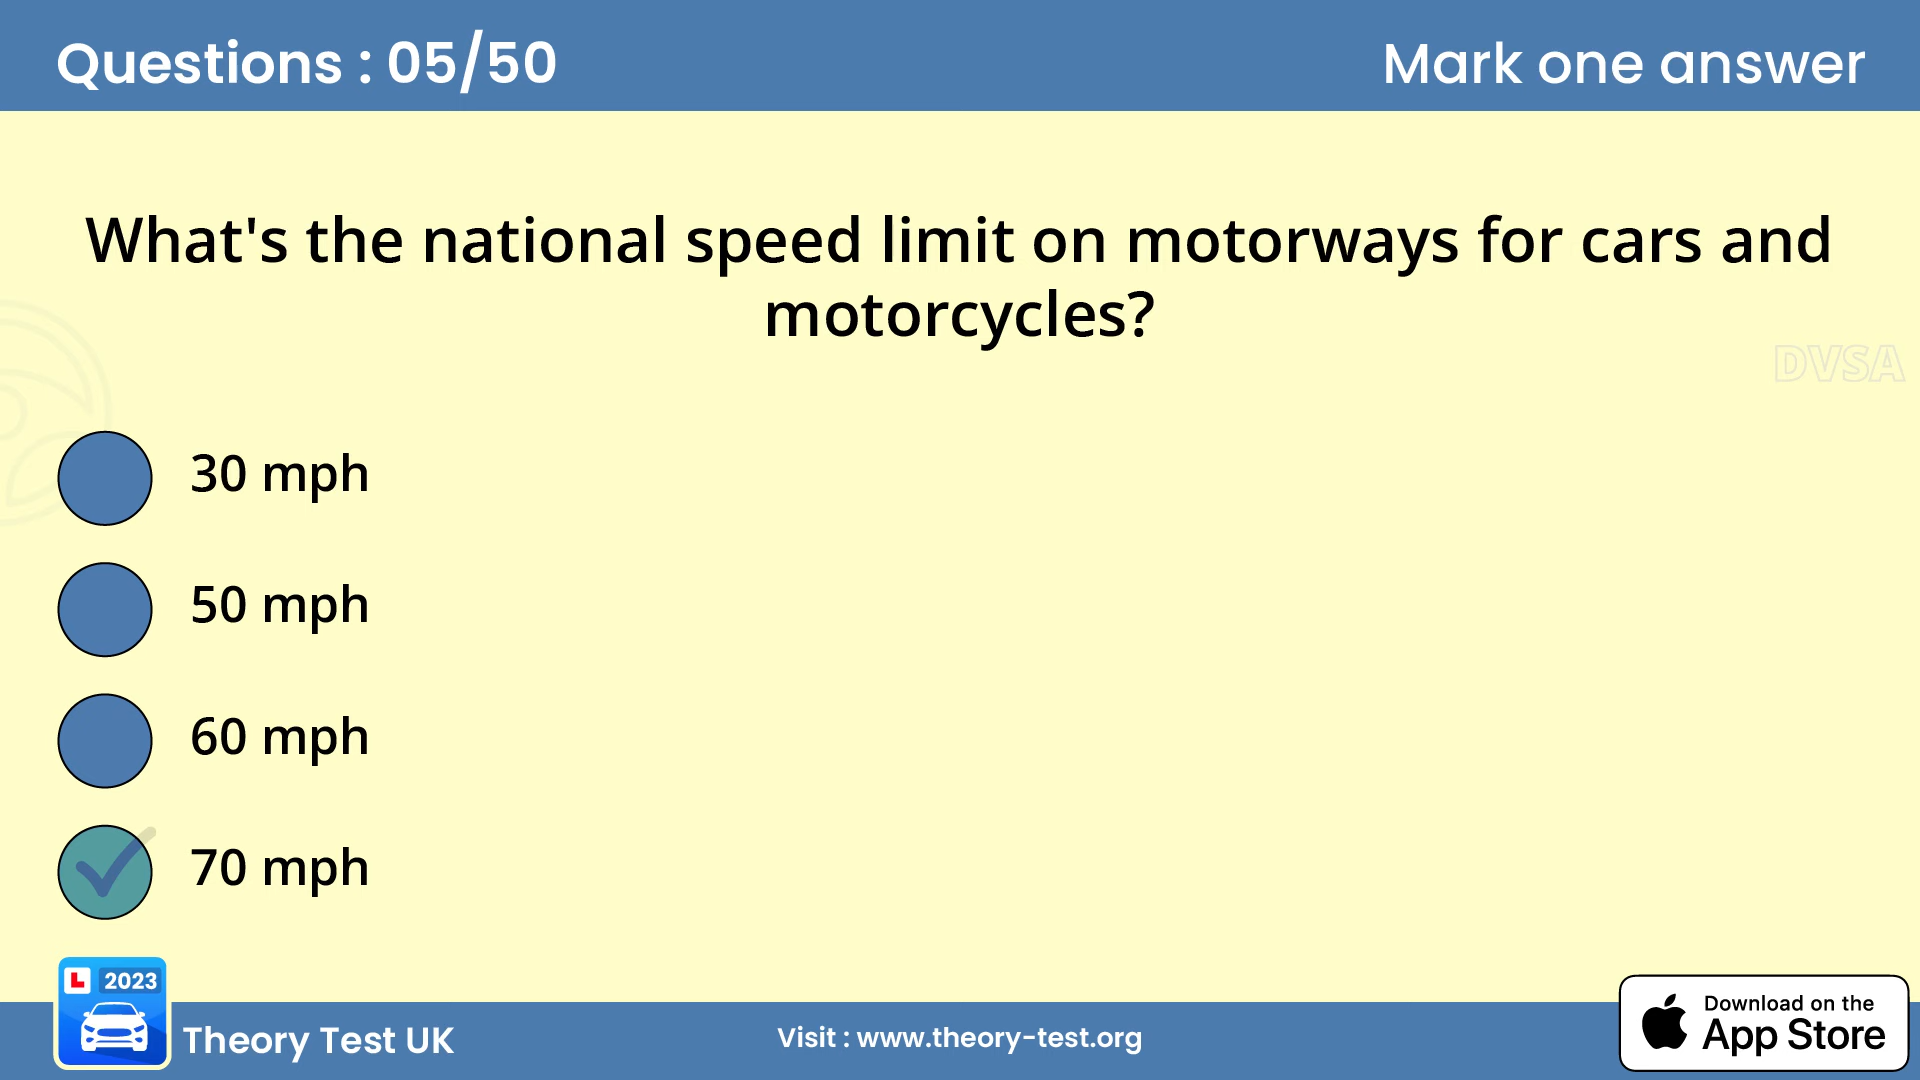 Questions : 05/50
Mark one answer
What's the national speed limit on motorways for cars and
motorcycles?
DVSA
30 mph
50 mph
60 mph
70 mph
L 2023
Theory Test UK
Visit : www.theory-test.org
Download on the
App Store